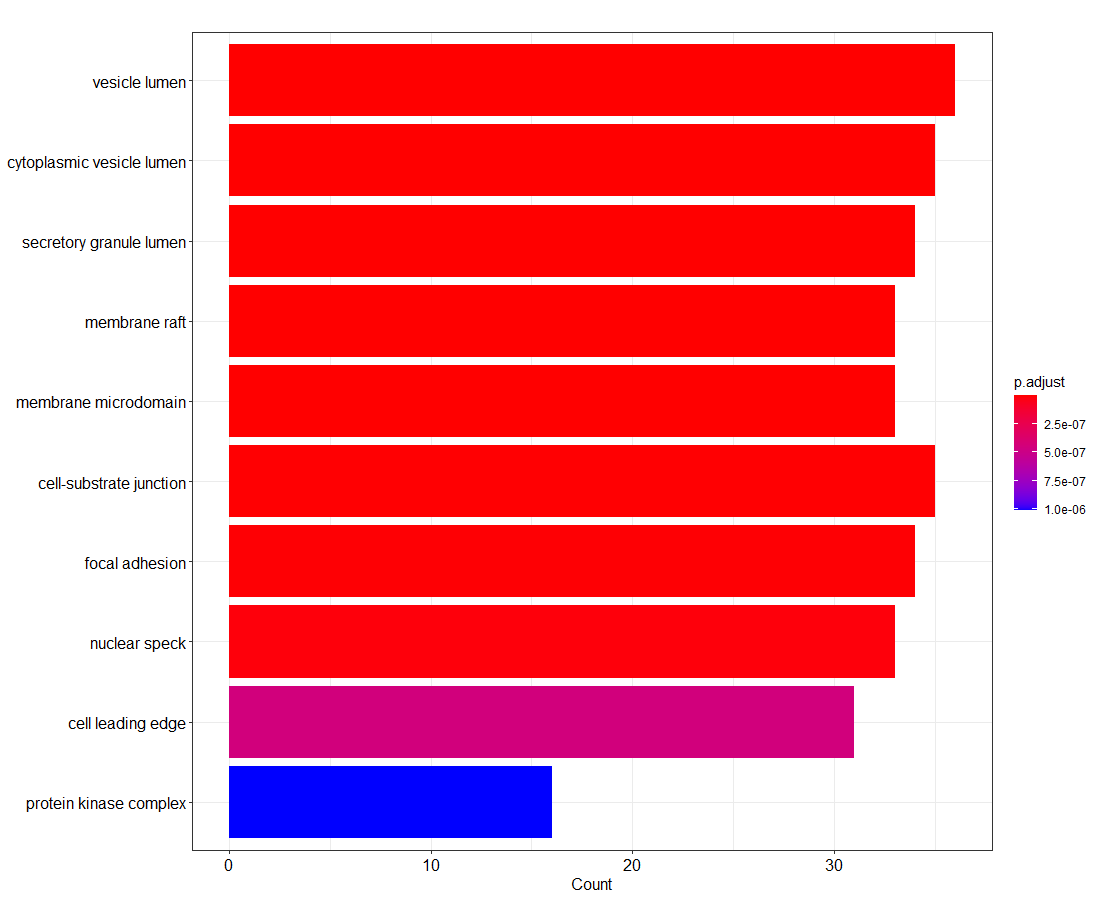 vesicle lumen
cytoplasmic vesicle lumen
secretory granule lumen
membrane raft
membrane microdomain
cell-substrate junction
focal adhesion
nuclear speck
cell leading edge
protein kinase complex
0 10 20 30
Count
p.adjust
2.5e-07
5.0e-07
7.5e-07
1.0e-06